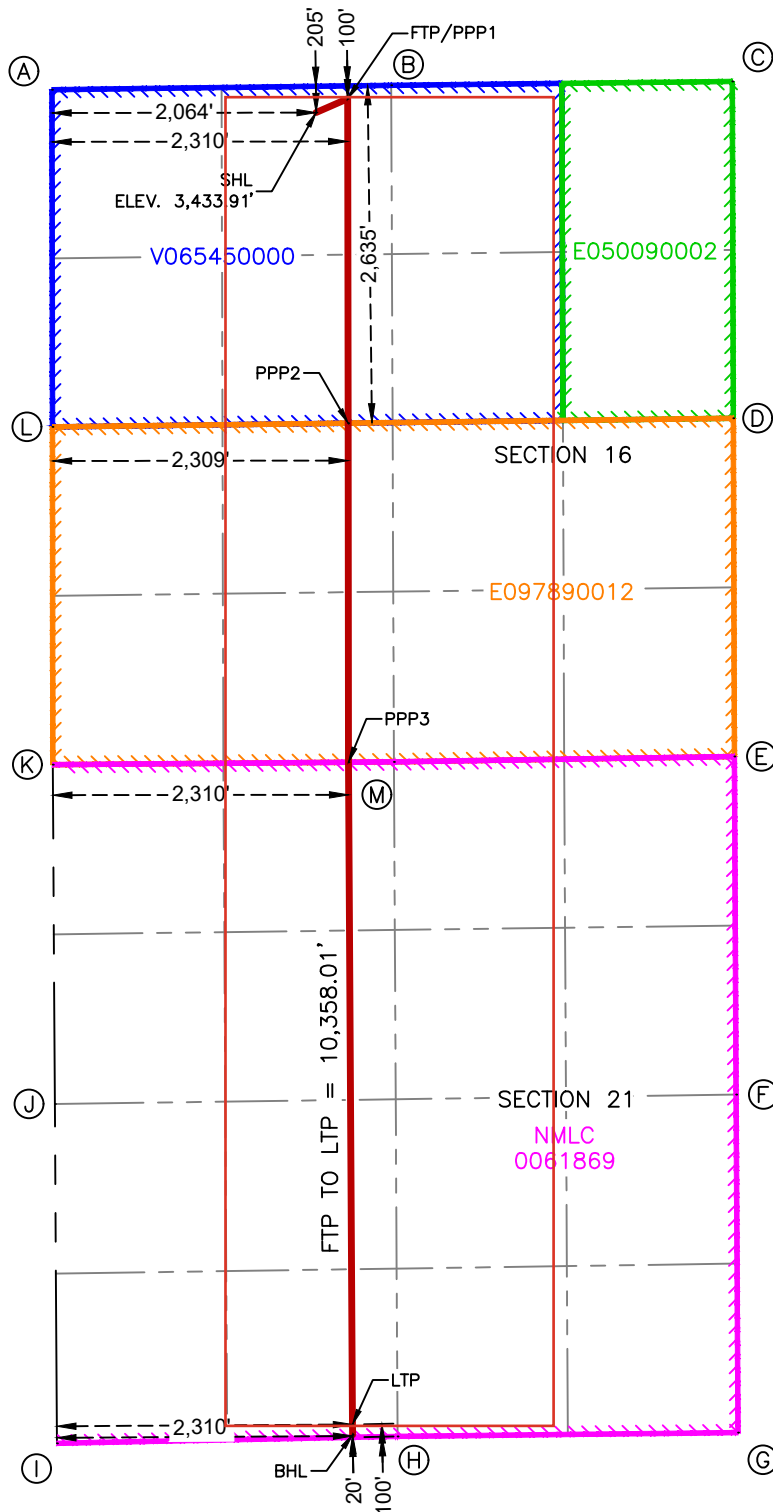 205'
100'
FTP/PPP1
A
B
C
2,064'
2,310'
SHL
ELEV. 3,433.91'
2,635'
V065450000
E050090002
PPP2
L
D
2,309'
SECTION 16
E097890012
PPP3
K
E
2,310'
M
FTP TO LTP = 10,358.01'
J
SECTION 21
F
NMLC
0061869
LTP
2,310'
I
BHL
H
G
20'
100'